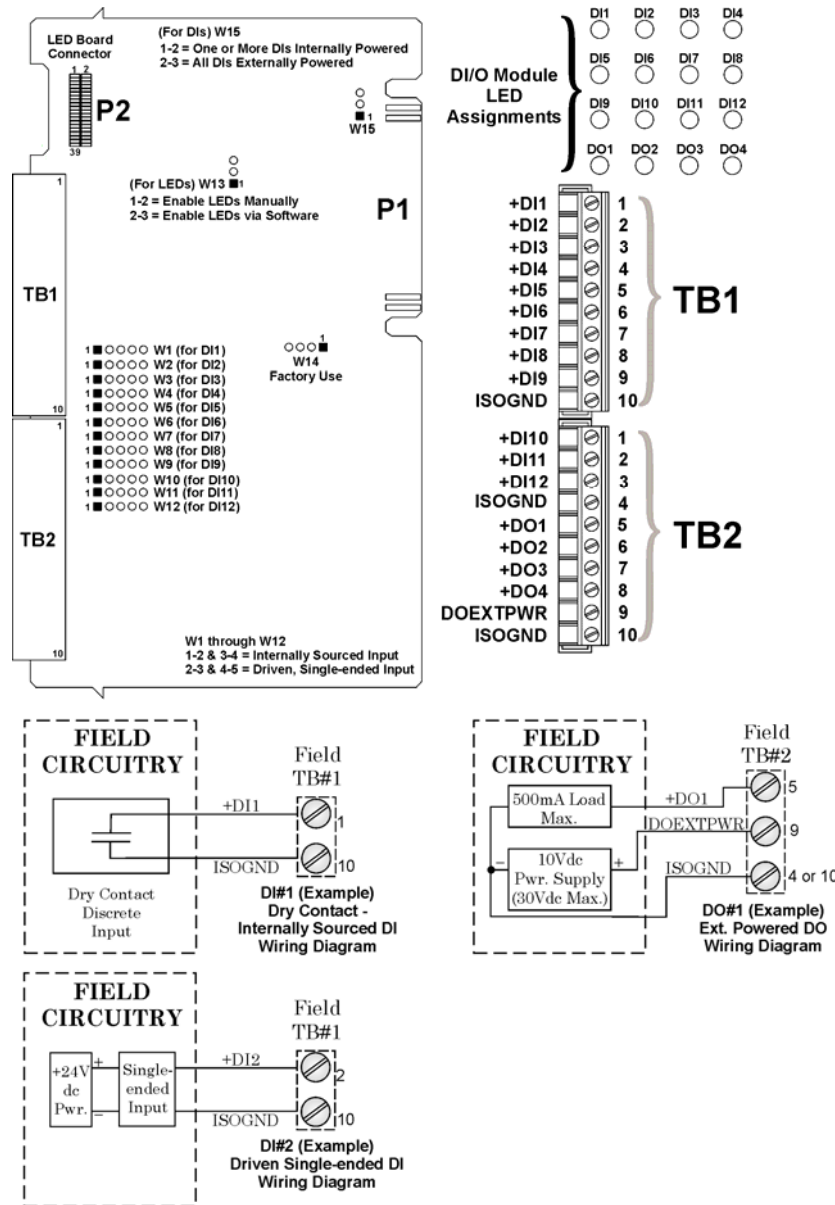 LED Board
Connector
1 2
P2
39
(For DIs) W15
1-2 = One or More DIs Internally Powered
2-3 = All DIs Externally Powered
1
W15
(For LEDs) W13 1
1-2 = Enable LEDs Manually
2-3 = Enable LEDs via Software
P1
1
TB1
10
1
TB2
10
1
W14
Factory Use
1 W1 (for DI1)
1 W2 (for DI2)
1 W3 (for DI3)
1 W4 (for DI4)
1 W5 (for DI5)
1 W6 (for DI6)
1 W7 (for DI7)
1 W8 (for DI8)
1 W9 (for DI9)
1 W10 (for DI10)
1 W11 (for DI11)
1 W12 (for DI12)
W1 through W12
1-2 & 3-4 = Internally Sourced Input
2-3 & 4-5 = Driven, Single-ended Input
DI/O Module
LED
Assignments
DI1 DI2 DI3 DI4
DI5 DI6 DI7 DI8
DI9 DI10 DI11 DI12
DO1 DO2 DO3 DO4
+DI1 1
+DI2 2
+DI3 3
+DI4 4
+DI5 5
+DI6 6
+DI7 7
+DI8 8
+DI9 9
ISOGND 10
TB1
+DI10 1
+DI11 2
+DI12 3
ISOGND 4
+DO1 5
+DO2 6
+DO3 7
+DO4 8
DOEXTPWR 9
ISOGND 10
TB2
FIELD
CIRCUITRY
Dry Contact
Discrete
Input
+DI1
ISOGND
Field
TB#1
1
10
DI#1 (Example)
Dry Contact -
Internally Sourced DI
Wiring Diagram
FIELD
CIRCUITRY
500mA Load
Max.
10Vdc
Pwr. Supply
(30Vdc Max.)
-
+
+DO1
DOEXTPWR
ISOGND
Field
TB#2
5
9
4 or 10
DO#1 (Example)
Ext. Powered DO
Wiring Diagram
FIELD
CIRCUITRY
+24V
dc
Pwr.
+
-
Single-
ended
Input
+DI2
ISOGND
Field
TB#1
2
10
DI#2 (Example)
Driven Single-ended DI
Wiring Diagram